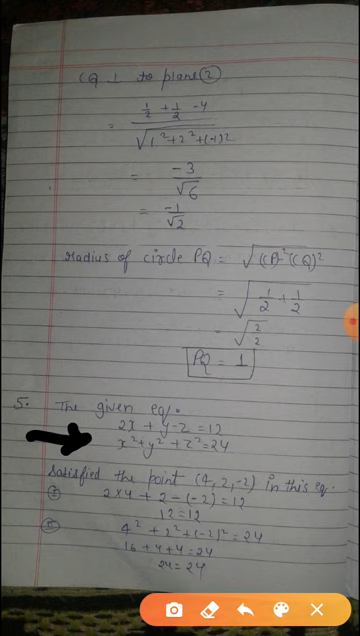 CQ ⊥ to plane ②
= (1/2 + 1/2 - 4) / √(1² + 2² + (-1)²)
= -3/√6
= -1/√2
radius of circle PQ = √((CP)² (CQ)²
= √(1/2 + 1/2)
= √(2/2)
PQ = 1
5. The given eqⁿ.
2x + y - z = 12
x² + y² + z² = 24
Satisfied the point (4, 2, -2) in this eqⁿ.
Ⓘ 2×4 + 2 - (-2) = 12
12 = 12
Ⓘ Ⓘ 4² + 2² + (-2)² = 24
16 + 4 + 4 = 24
24 = 24